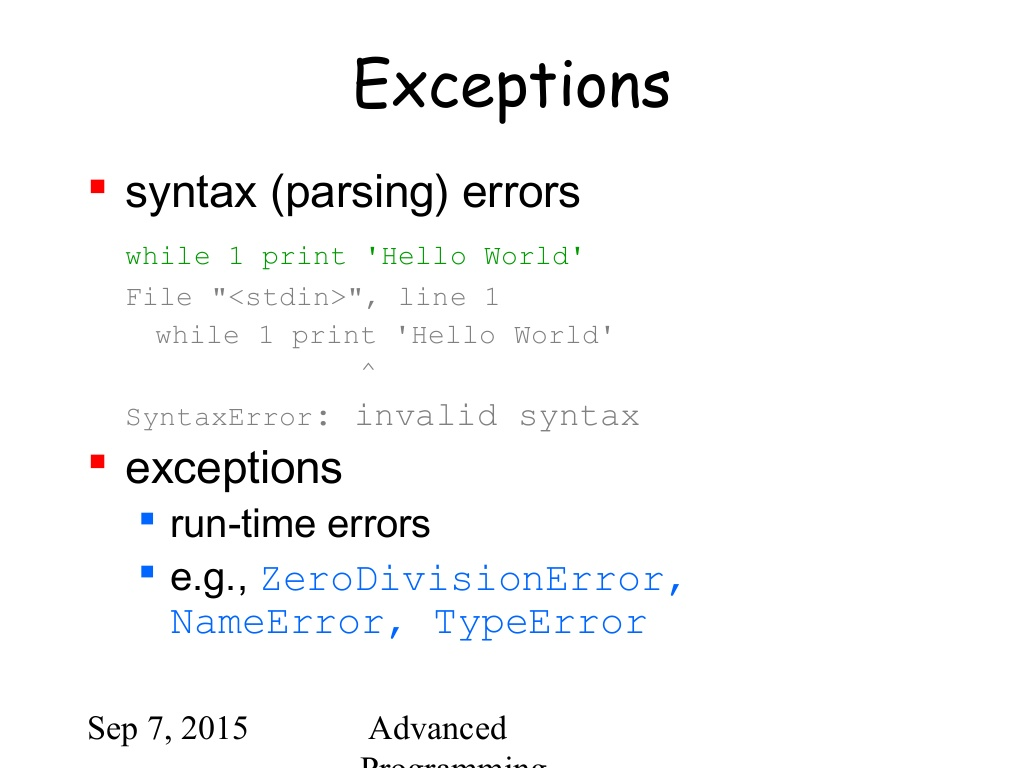 Exceptions
syntax (parsing) errors
while 1 print 'Hello World'
File "<stdin>", line 1
while 1 print 'Hello World'
^
SyntaxError: invalid syntax
exceptions
run-time errors
e.g., ZeroDivisionError,
NameError, TypeError
Sep 7, 2015
Advanced
Programming